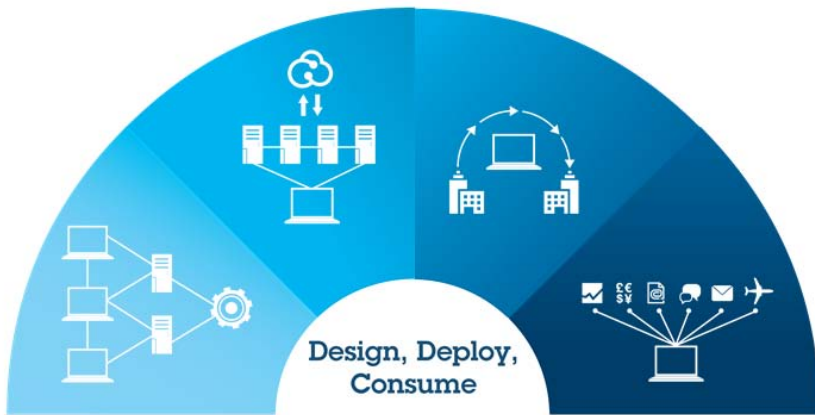 £€
$¥
@
Design, Deploy,
Consume